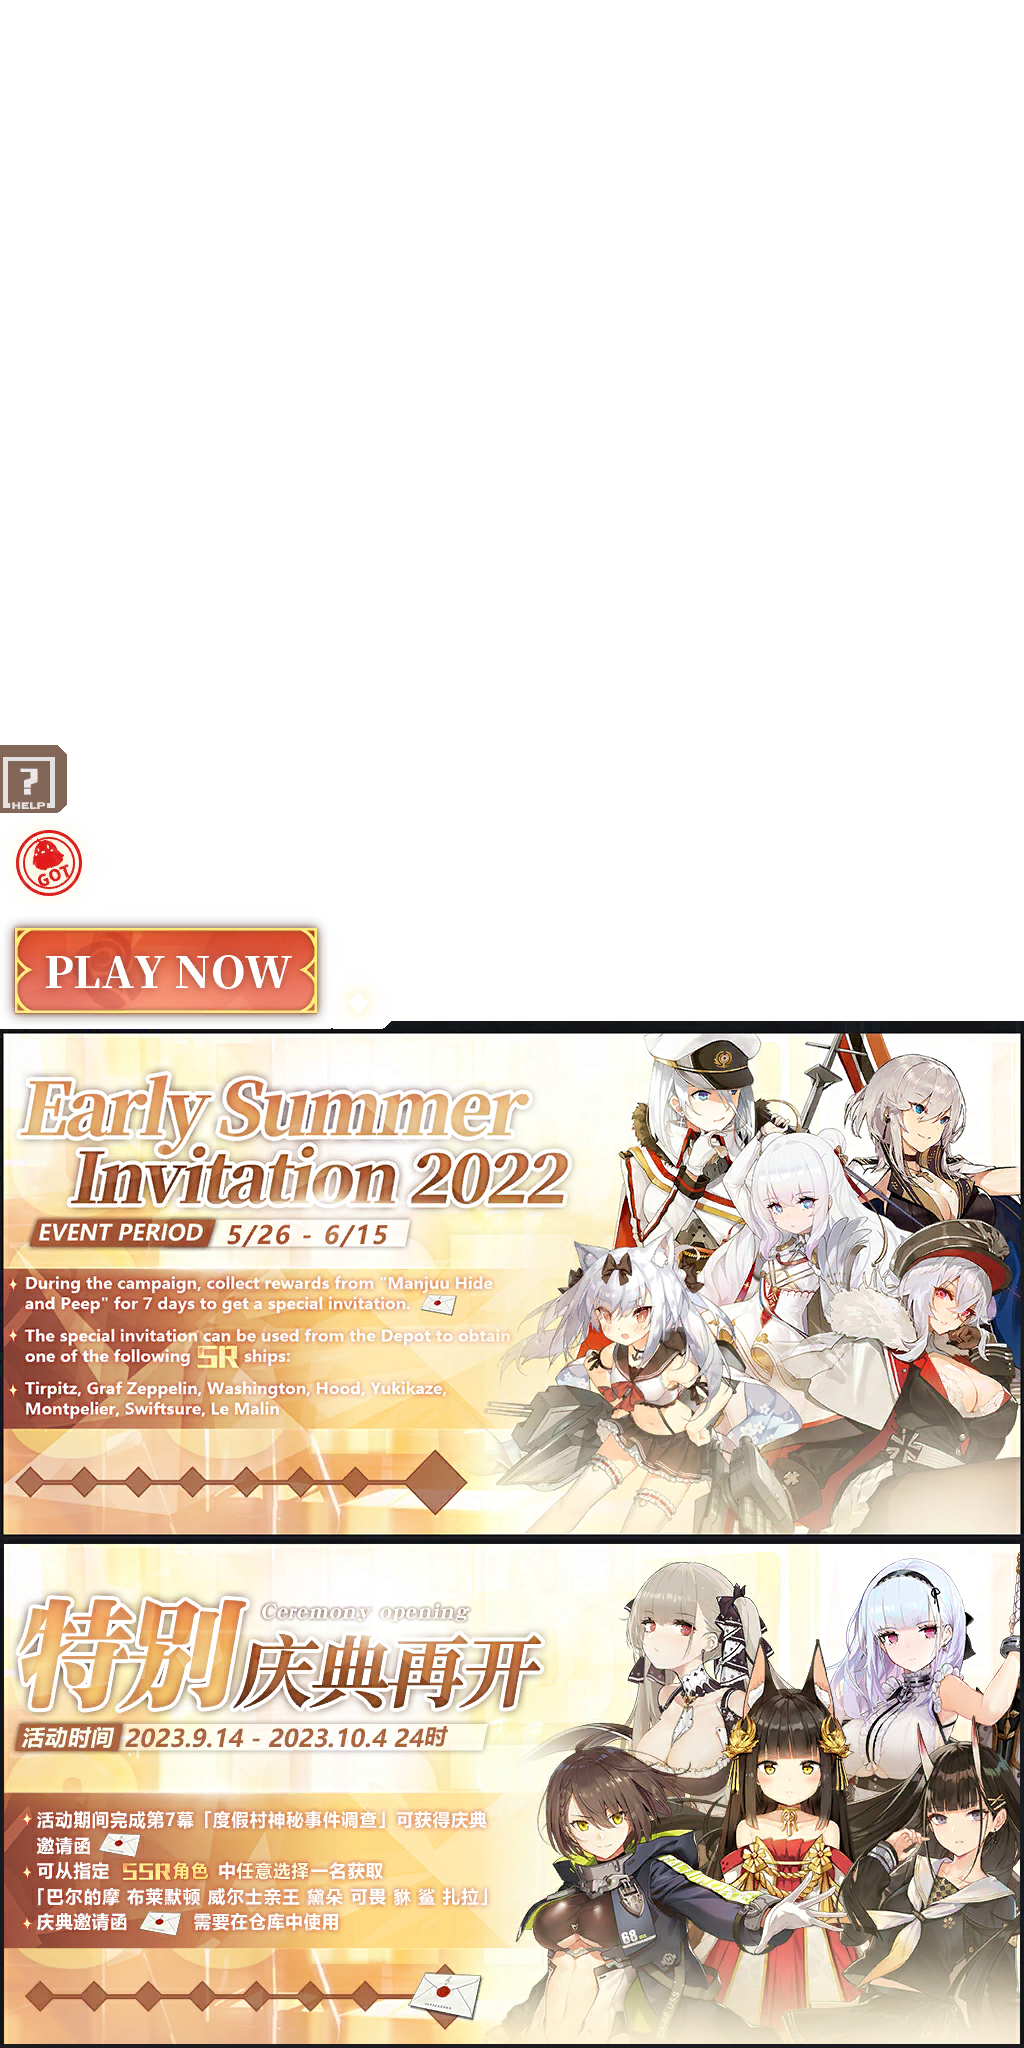 ?
HELP
GOT
PLAY NOW
Early Summer
Invitation 2022
EVENT PERIOD 5/26 - 6/15
During the campaign, collect rewards from "Manjuu Hide
and Peep" for 7 days to get a special invitation.
The special invitation can be used from the Depot to obtain
one of the following SR ships:
Tirpitz, Graf Zeppelin, Washington, Hood, Yukikaze,
Montpelier, Swiftsure, Le Malin
Ceremony opening
特别庆典再开
活动时间 2023.9.14 - 2023.10.4 24时
活动期间完成第7幕「度假村神秘事件调查」可获得庆典
邀请函
可从指定 SSR角色 中任意选择一名获取
「巴尔的摩 布莱默顿 威尔士亲王 黛朵 可畏 貅 鲨 扎拉」
庆典邀请函 需要在仓库中使用
68